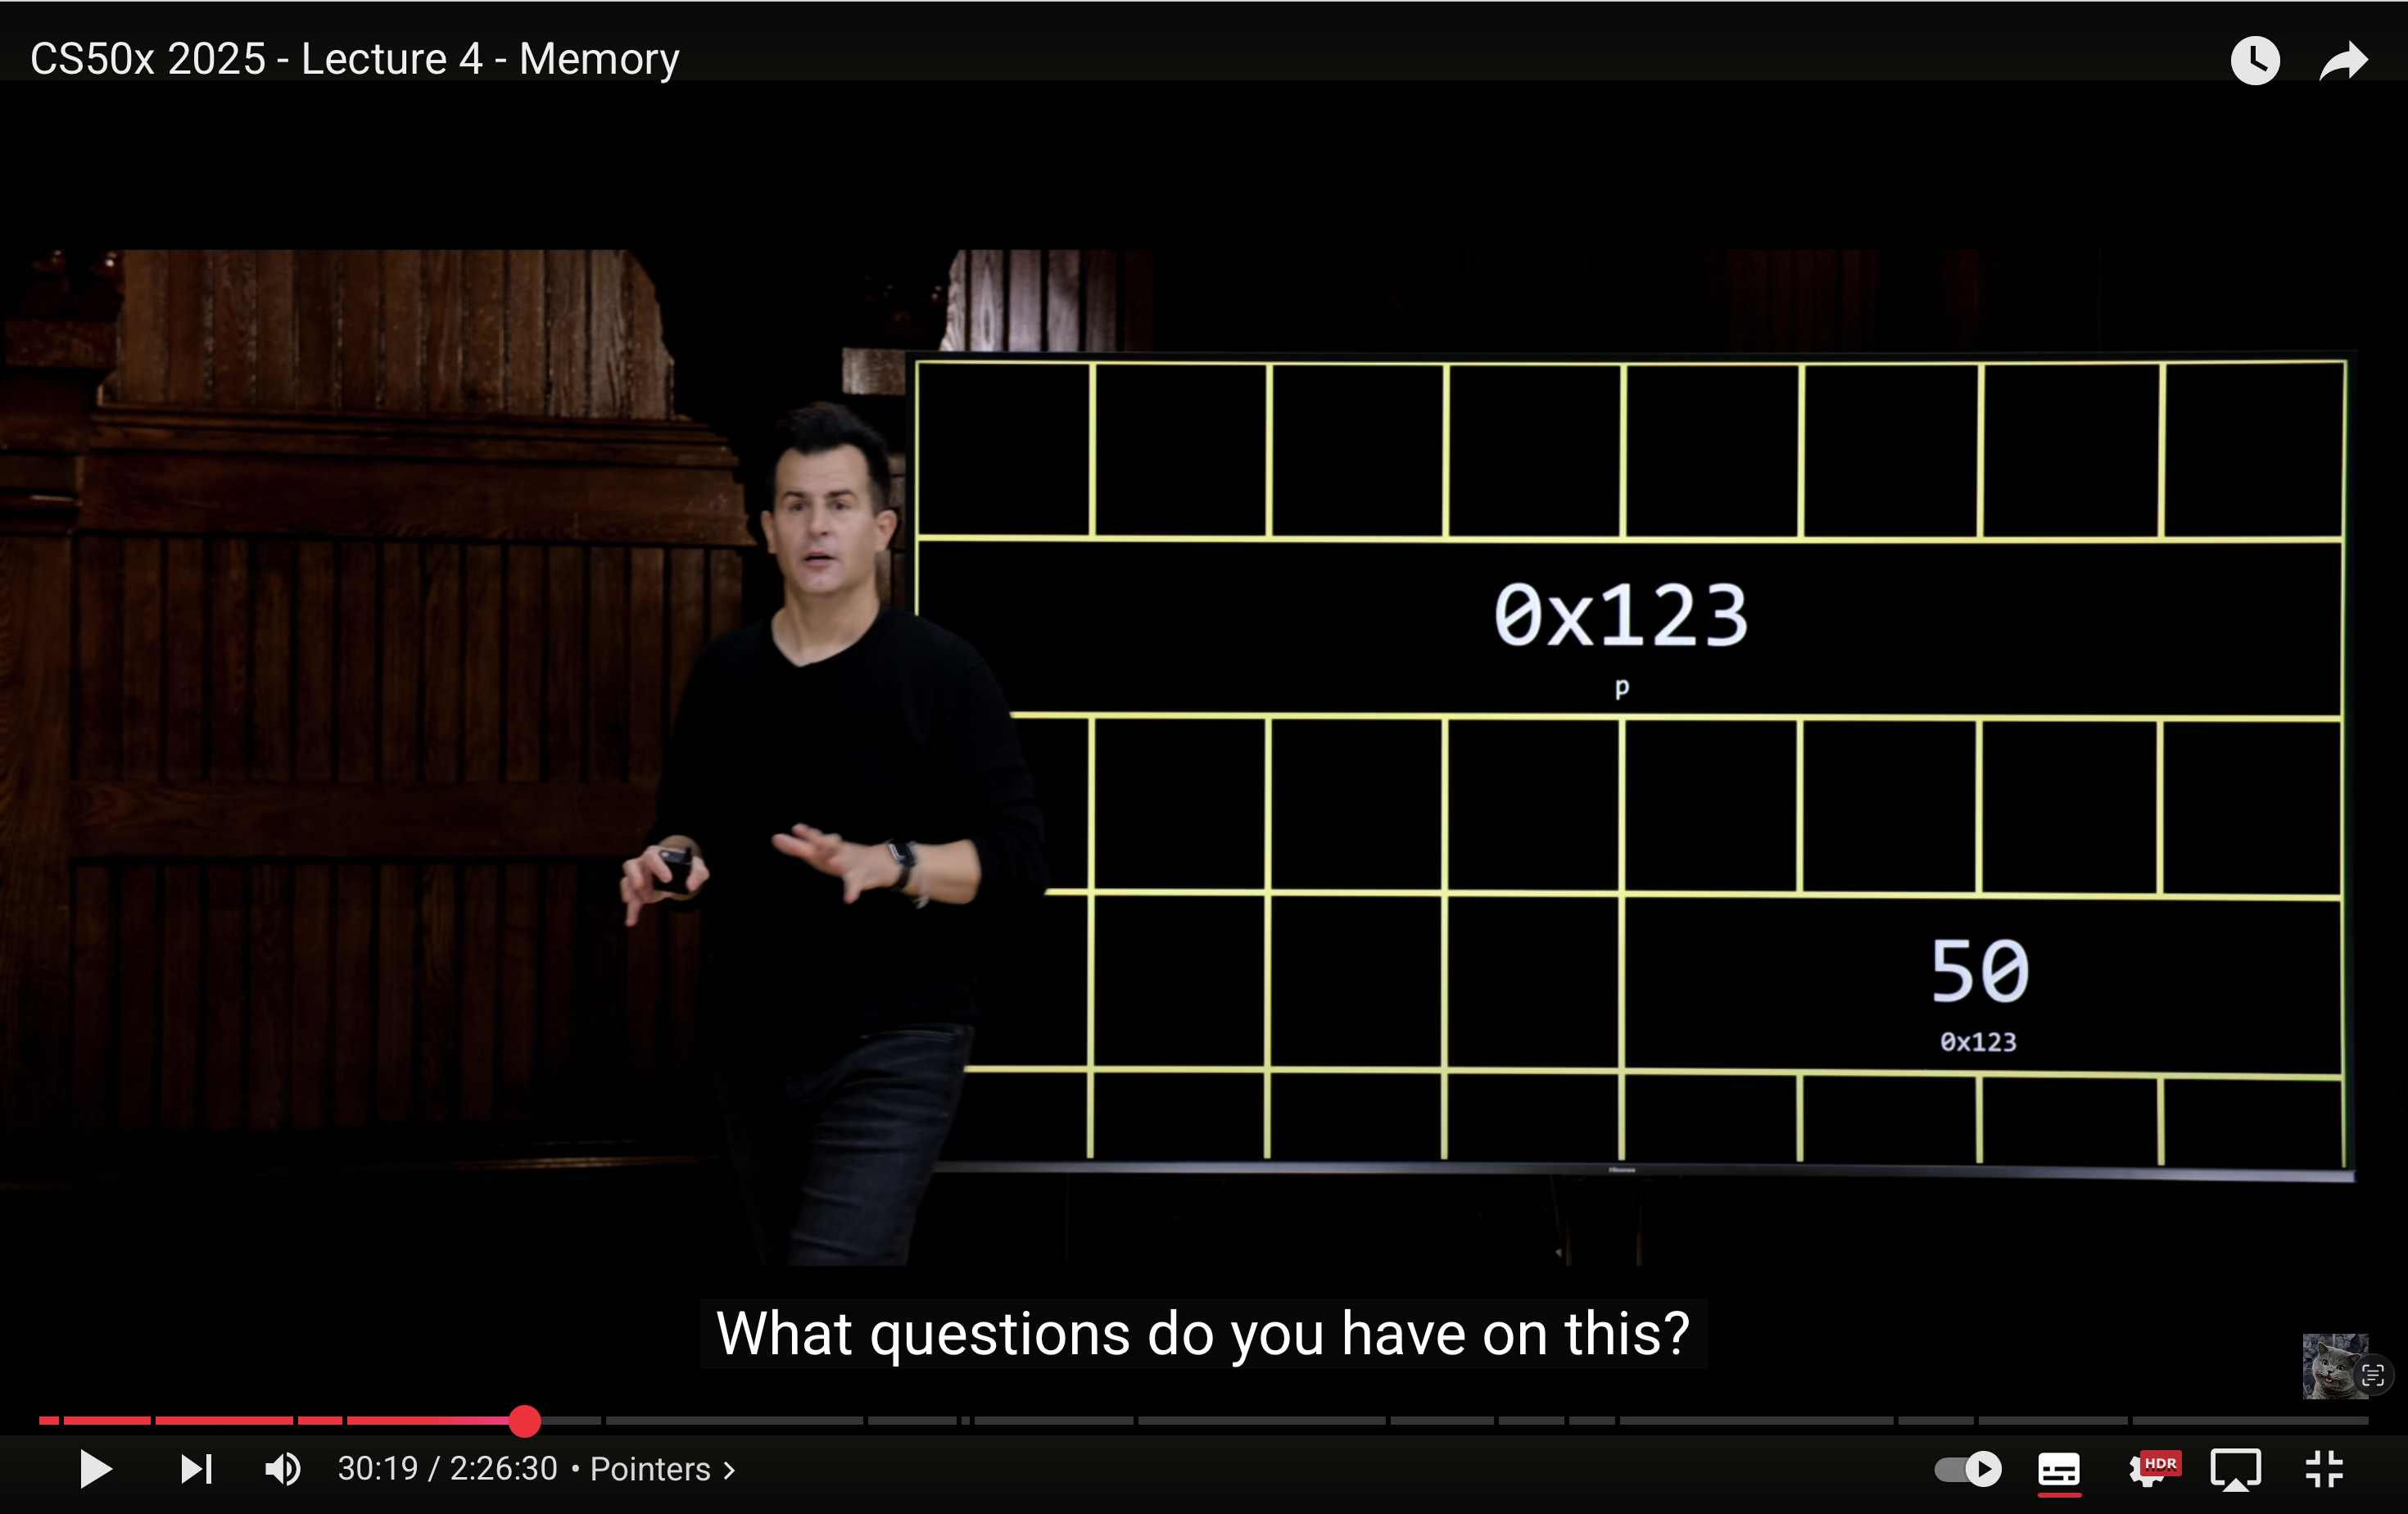 CS50x 2025 - Lecture 4 - Memory
0x123
p
50
0x123
Hisense
What questions do you have on this?
30:19 / 2:26:30 • Pointers >
HDR